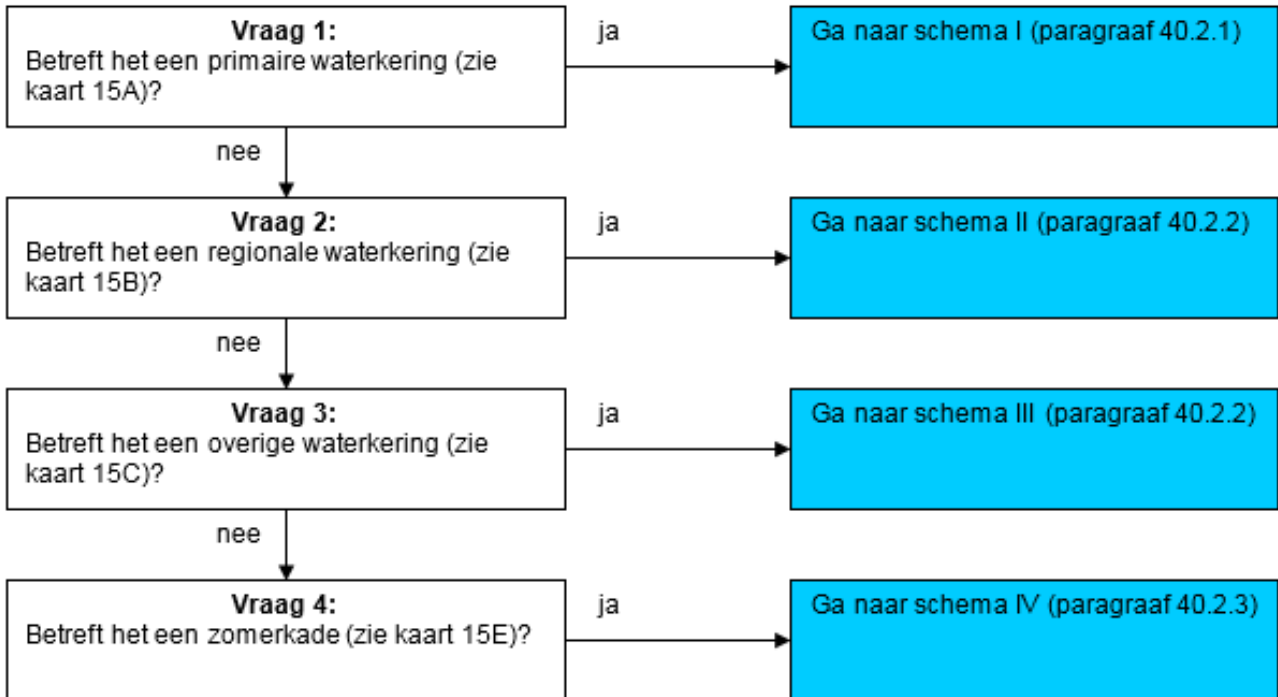 Vraag 1:
Betreft het een primaire waterkering (zie
kaart 15A)?
ja
Ga naar schema I (paragraaf 40.2.1)
nee
Vraag 2:
Betreft het een regionale waterkering (zie
kaart 15B)?
ja
Ga naar schema II (paragraaf 40.2.2)
nee
Vraag 3:
Betreft het een overige waterkering (zie
kaart 15C)?
ja
Ga naar schema III (paragraaf 40.2.2)
nee
Vraag 4:
Betreft het een zomerkade (zie kaart 15E)?
ja
Ga naar schema IV (paragraaf 40.2.3)